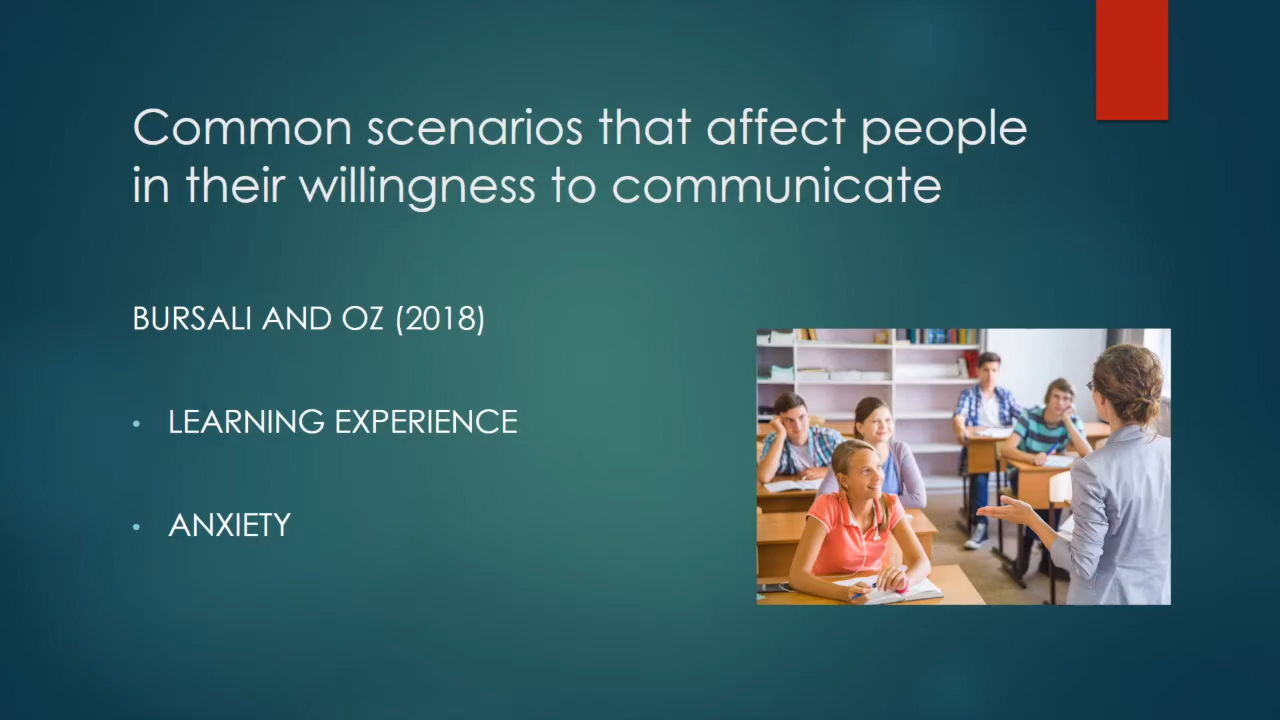 Common scenarios that affect people
in their willingness to communicate
BURSALI AND OZ (2018)
• LEARNING EXPERIENCE
• ANXIETY